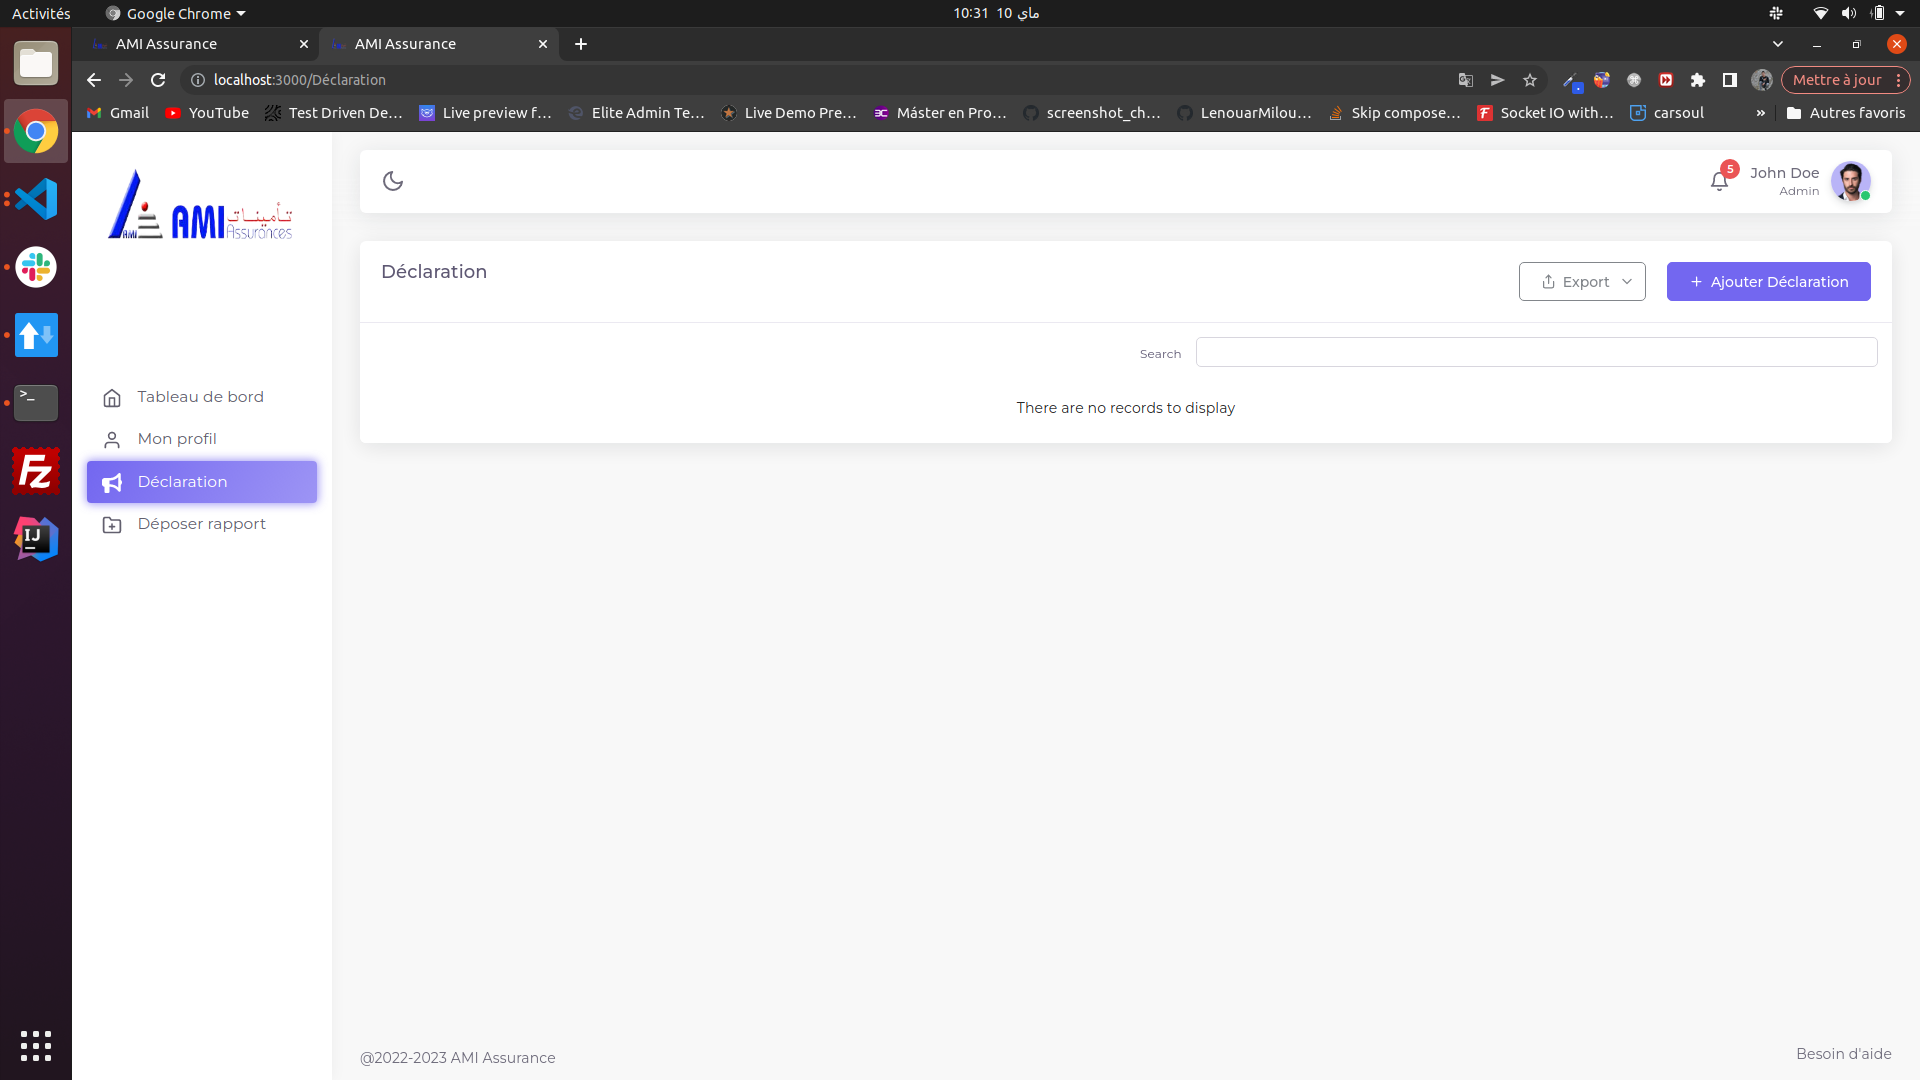 Activités
Google Chrome
10:31 10 ماي
AMI Assurance
AMI Assurance
localhost:3000/Déclaration
Mettre à jour
Gmail
YouTube
Test Driven De...
Live preview f...
Elite Admin Te...
Live Demo Pre...
Máster en Pro...
screenshot_ch...
LenouarMilou...
Skip compose...
Socket IO with...
carsoul
»
Autres favoris
AMI
AMI
تأمينات
Assurances
5
John Doe
Admin
Déclaration
Export
Ajouter Déclaration
Search
There are no records to display
Tableau de bord
Mon profil
Déclaration
Déposer rapport
>_
Fz
IJ
@2022-2023 AMI Assurance
Besoin d'aide